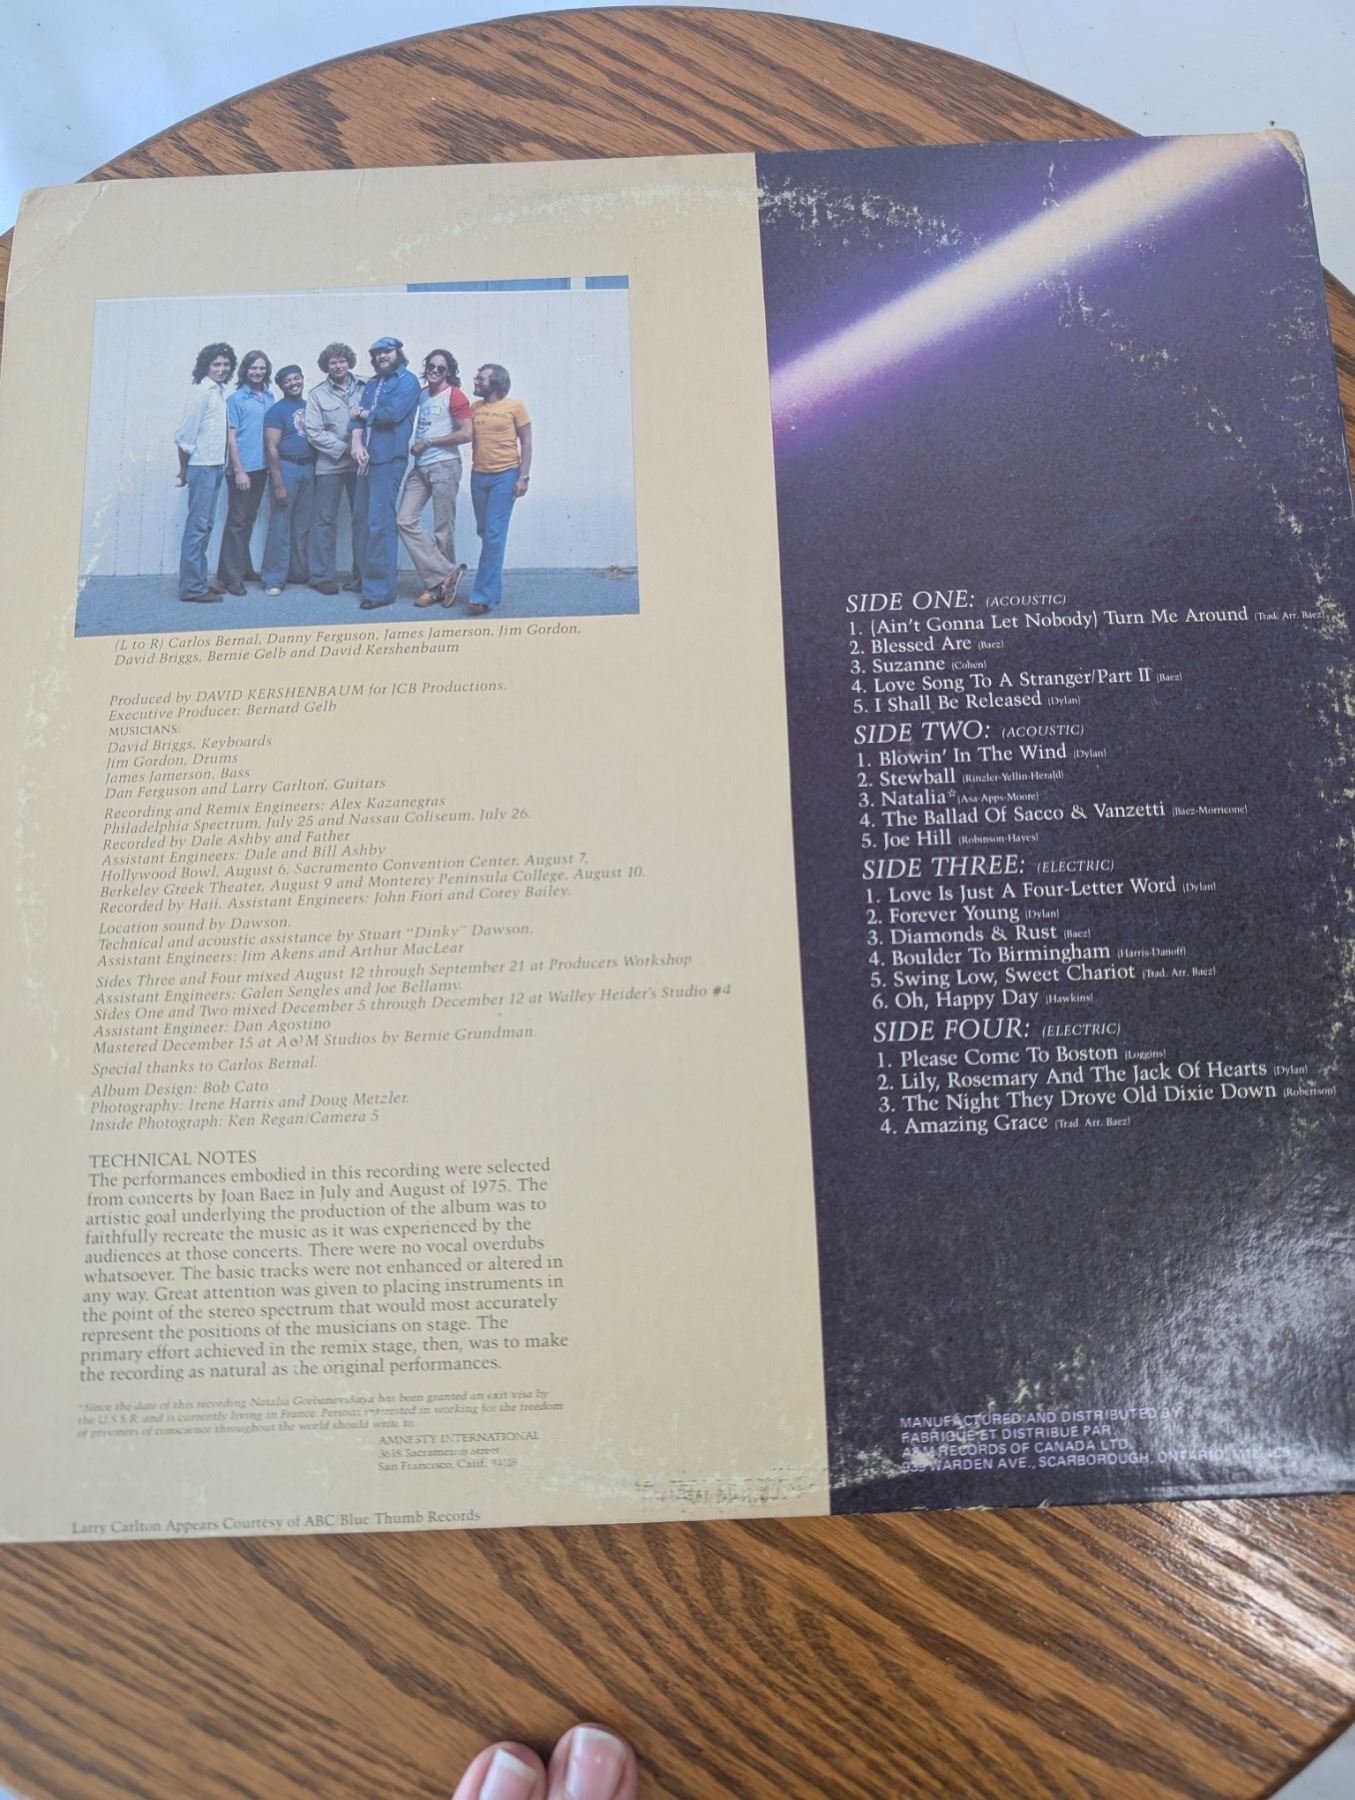 (L to R) Carlos Bernal, Danny Ferguson, James Jamerson, Jim Gordon,
David Briggs, Bernie Gelb and David Kershenbaum
Produced by DAVID KERSHENBAUM for JCB Productions.
Executive Producer: Bernard Gelb
MUSICIANS:
David Briggs, Keyboards
Jim Gordon, Drums
James Jamerson, Bass
Dan Ferguson and Larry Carlton, Guitars
Recording and Remix Engineers: Alex Kazanegras
Philadelphia Spectrum, July 25 and Nassau Coliseum, July 26.
Recorded by Dale Ashby and Father
Assistant Engineers: Dale and Bill Ashby
Hollywood Bowl, August 6, Sacramento Convention Center, August 7,
Berkeley Greek Theater, August 9 and Monterey Peninsula College, August 10.
Recorded by Haji. Assistant Engineers: John Fiori and Corey Bailey.
Location sound by Dawson.
Technical and acoustic assistance by Stuart “Dinky” Dawson.
Assistant Engineers: Jim Akens and Arthur MacLear
Sides Three and Four mixed August 12 through September 21 at Producers Workshop
Assistant Engineers: Galen Sengles and Joe Bellamy.
Sides One and Two mixed December 5 through December 12 at Walley Heider's Studio #4
Assistant Engineer: Dan Agostino
Mastered December 15 at A&M Studios by Bernie Grundman.
Special thanks to Carlos Bernal.
Album Design: Bob Cato
Photography: Irene Harris and Doug Metzler.
Inside Photograph: Ken Regan/Camera 5
TECHNICAL NOTES
The performances embodied in this recording were selected
from concerts by Joan Baez in July and August of 1975. The
artistic goal underlying the production of the album was to
faithfully recreate the music as it was experienced by the
audiences at those concerts. There were no vocal overdubs
whatsoever. The basic tracks were not enhanced or altered in
any way. Great attention was given to placing instruments in
the point of the stereo spectrum that would most accurately
represent the positions of the musicians on stage. The
primary effort achieved in the remix stage, then, was to make
the recording as natural as the original performances.
*Since the date of this recording Natalia Gorbanevskaya has been granted an exit visa by
the U.S.S.R. and is currently living in France. Persons interested in working for the freedom
of prisoners of conscience throughout the world should write to:
AMNESTY INTERNATIONAL
3618 Sacramento Street
San Francisco, Calif. 94118
Larry Carlton Appears Courtesy of ABC/Blue Thumb Records
SIDE ONE: (ACOUSTIC)
1. (Ain't Gonna Let Nobody) Turn Me Around (Trad. Arr. Baez)
2. Blessed Are (Baez)
3. Suzanne (Cohen)
4. Love Song To A Stranger/Part II (Baez)
5. I Shall Be Released (Dylan)
SIDE TWO: (ACOUSTIC)
1. Blowin' In The Wind (Dylan)
2. Stewball (Rinzler-Yellin-Herald)
3. Natalia* (Asa-Apps-Moore)
4. The Ballad Of Sacco & Vanzetti (Baez-Morricone)
5. Joe Hill (Robinson-Hayes)
SIDE THREE: (ELECTRIC)
1. Love Is Just A Four-Letter Word (Dylan)
2. Forever Young (Dylan)
3. Diamonds & Rust (Baez)
4. Boulder To Birmingham (Harris-Danoff)
5. Swing Low, Sweet Chariot (Trad. Arr. Baez)
6. Oh, Happy Day (Hawkins)
SIDE FOUR: (ELECTRIC)
1. Please Come To Boston (Loggins)
2. Lily, Rosemary And The Jack Of Hearts (Dylan)
3. The Night They Drove Old Dixie Down (Robertson)
4. Amazing Grace (Trad. Arr. Baez)
MANUFACTURED AND DISTRIBUTED BY
FABRIQUE ET DISTRIBUE PAR
A&M RECORDS OF CANADA LTD.
939 WARDEN AVE., SCARBOROUGH, ONTARIO,